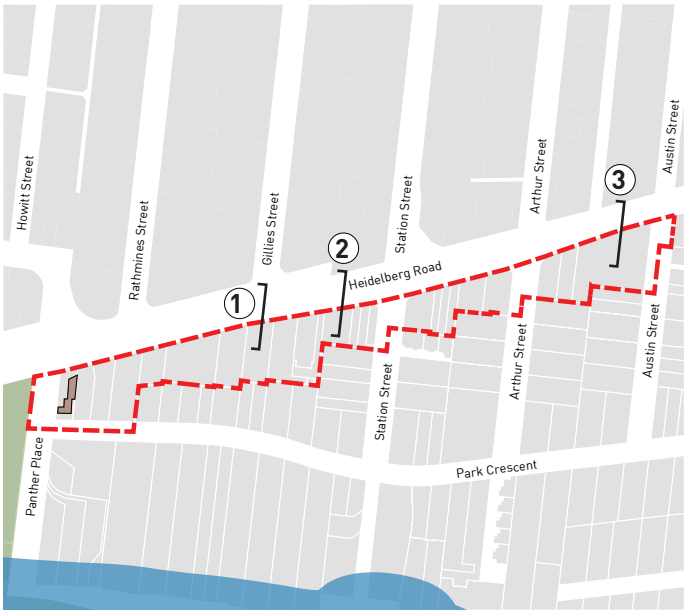 Howitt Street
Rathmines Street
Gillies Street
Station Street
Arthur Street
Austin Street
3
2
1
Heidelberg Road
Station Street
Arthur Street
Austin Street
Panther Place
Park Crescent